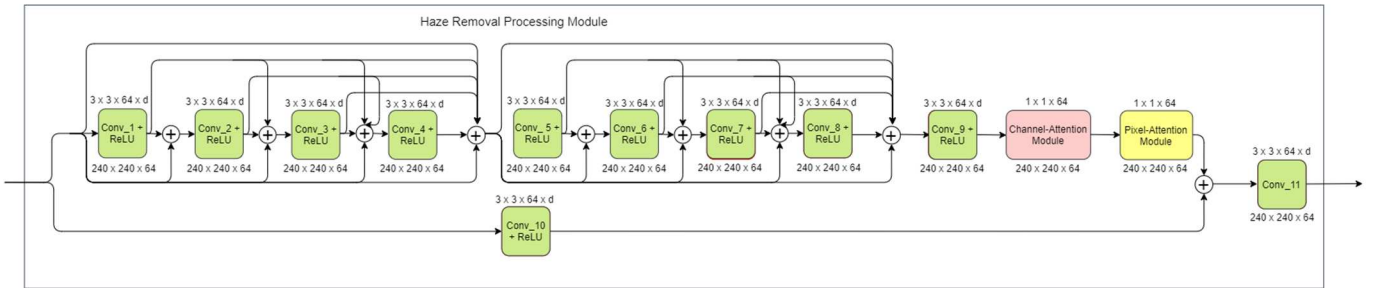 Haze Removal Processing Module
3 x 3 x 64 x d
Conv_1 +
ReLU
240 x 240 x 64
3 x 3 x 64 x d
Conv_2 +
ReLU
240 x 240 x 64
3 x 3 x 64 x d
Conv_3 +
ReLU
240 x 240 x 64
3 x 3 x 64 x d
Conv_4 +
ReLU
240 x 240 x 64
3 x 3 x 64 x d
Conv_ 5 +
ReLU
240 x 240 x 64
3 x 3 x 64 x d
Conv_6 +
ReLU
240 x 240 x 64
3 x 3 x 64 x d
Conv_7 +
ReLU
240 x 240 x 64
3 x 3 x 64 x d
Conv_8 +
ReLU
240 x 240 x 64
3 x 3 x 64 x d
Conv_9 +
ReLU
240 x 240 x 64
1 x 1 x 64
Channel-Attention
Module
240 x 240 x 64
1 x 1 x 64
Pixel-Attention
Module
240 x 240 x 64
3 x 3 x 64 x d
Conv_10
+ ReLU
3 x 3 x 64 x d
Conv_11
240 x 240 x 64